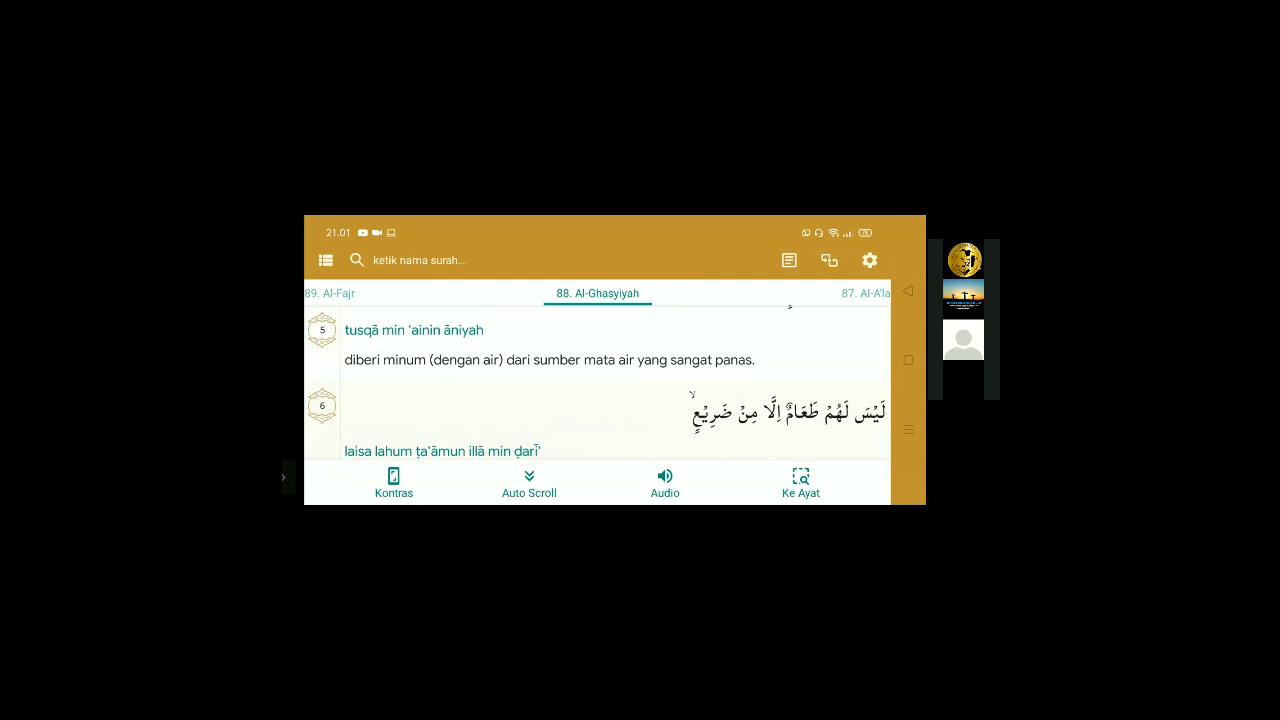 21.01
ketik nama surah...
89. Al-Fajr 88. Al-Ghasyiyah 87. Al-A'la
5 tusqā min 'ainin āniyah
diberi minum (dengan air) dari sumber mata air yang sangat panas.
6 لَيْسَ لَهُمْ طَعَامٌ اِلَّا مِنْ ضَرِيْعٍۙ
laisa lahum ṭa'āmun illā min ḍarī'
Kontras Auto Scroll Audio Ke Ayat